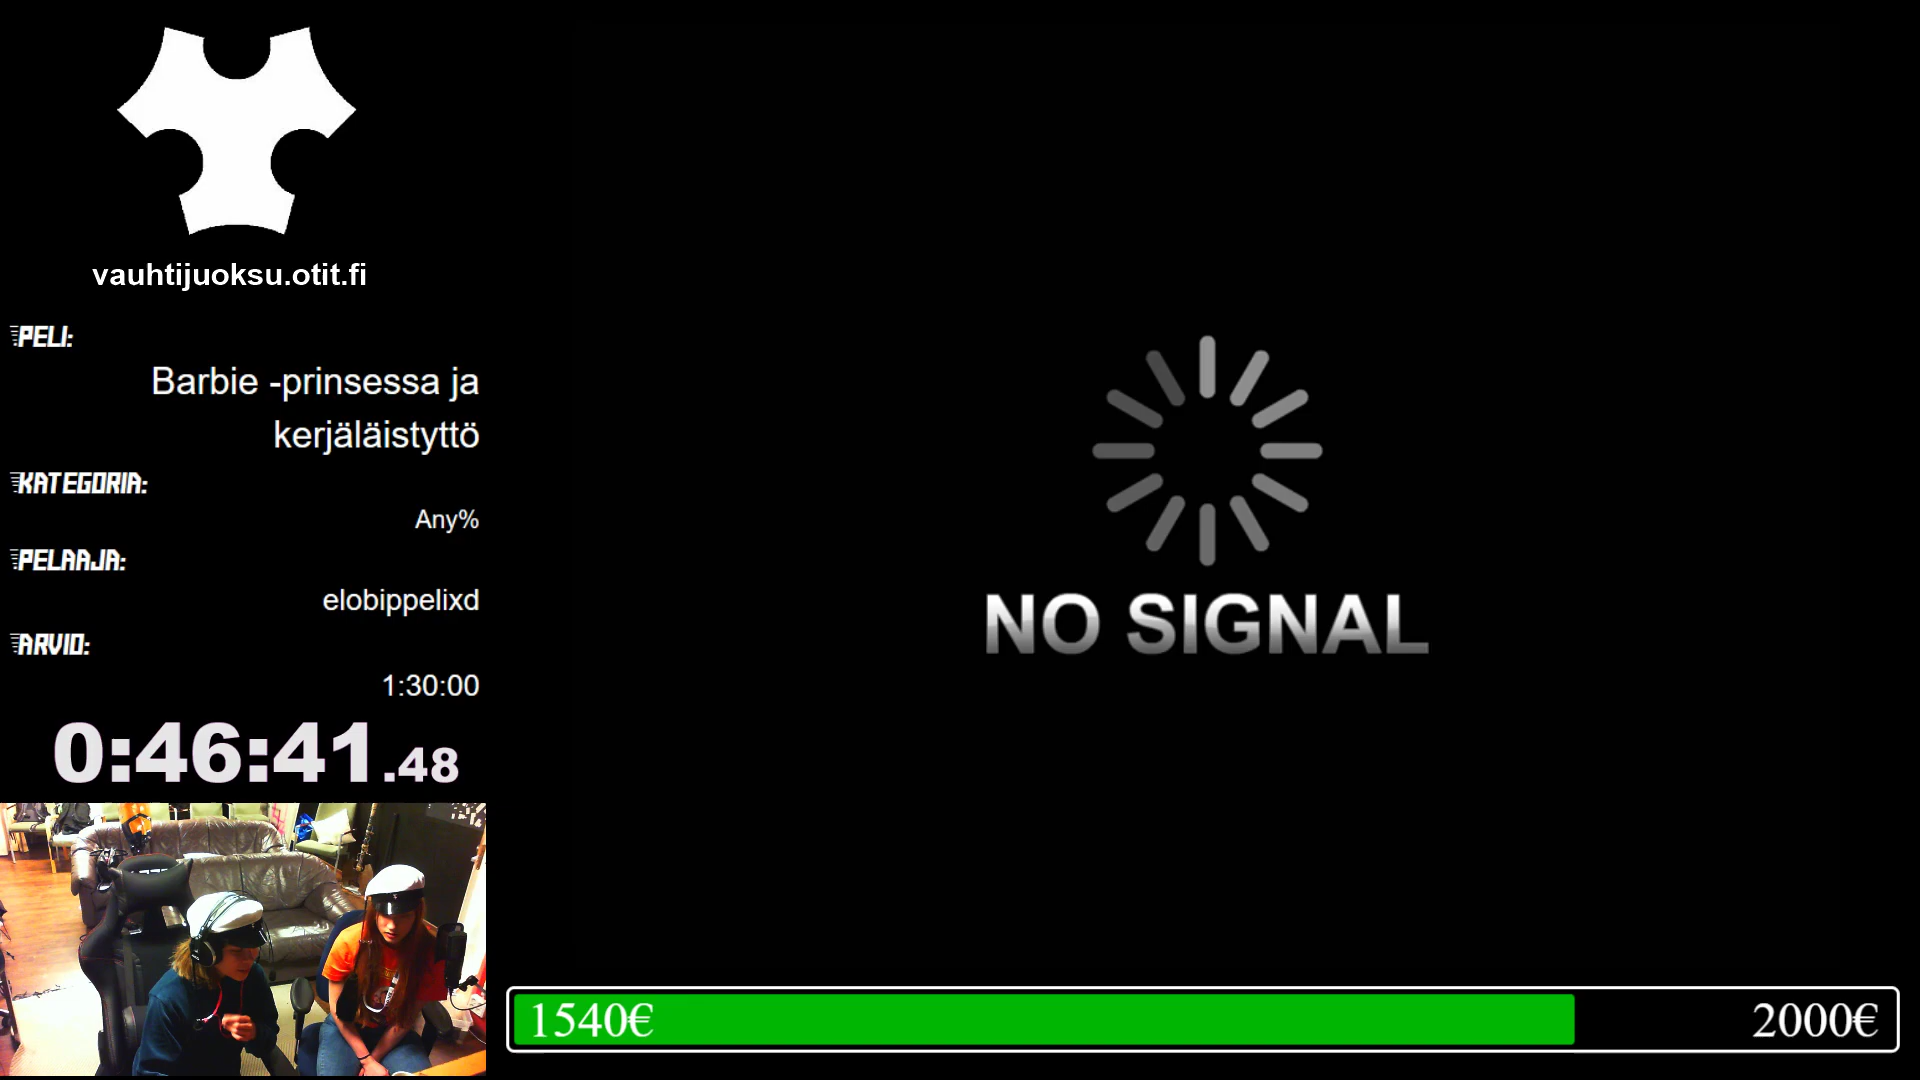 vauhtijuoksu.otit.fi
PELI:
Barbie -prinsessa ja
kerjäläistyttö
KATEGORIA:
Any%
PELAAJA:
elobippelixd
ARVIO:
1:30:00
0:46:41.48
NO SIGNAL
1540€
2000€